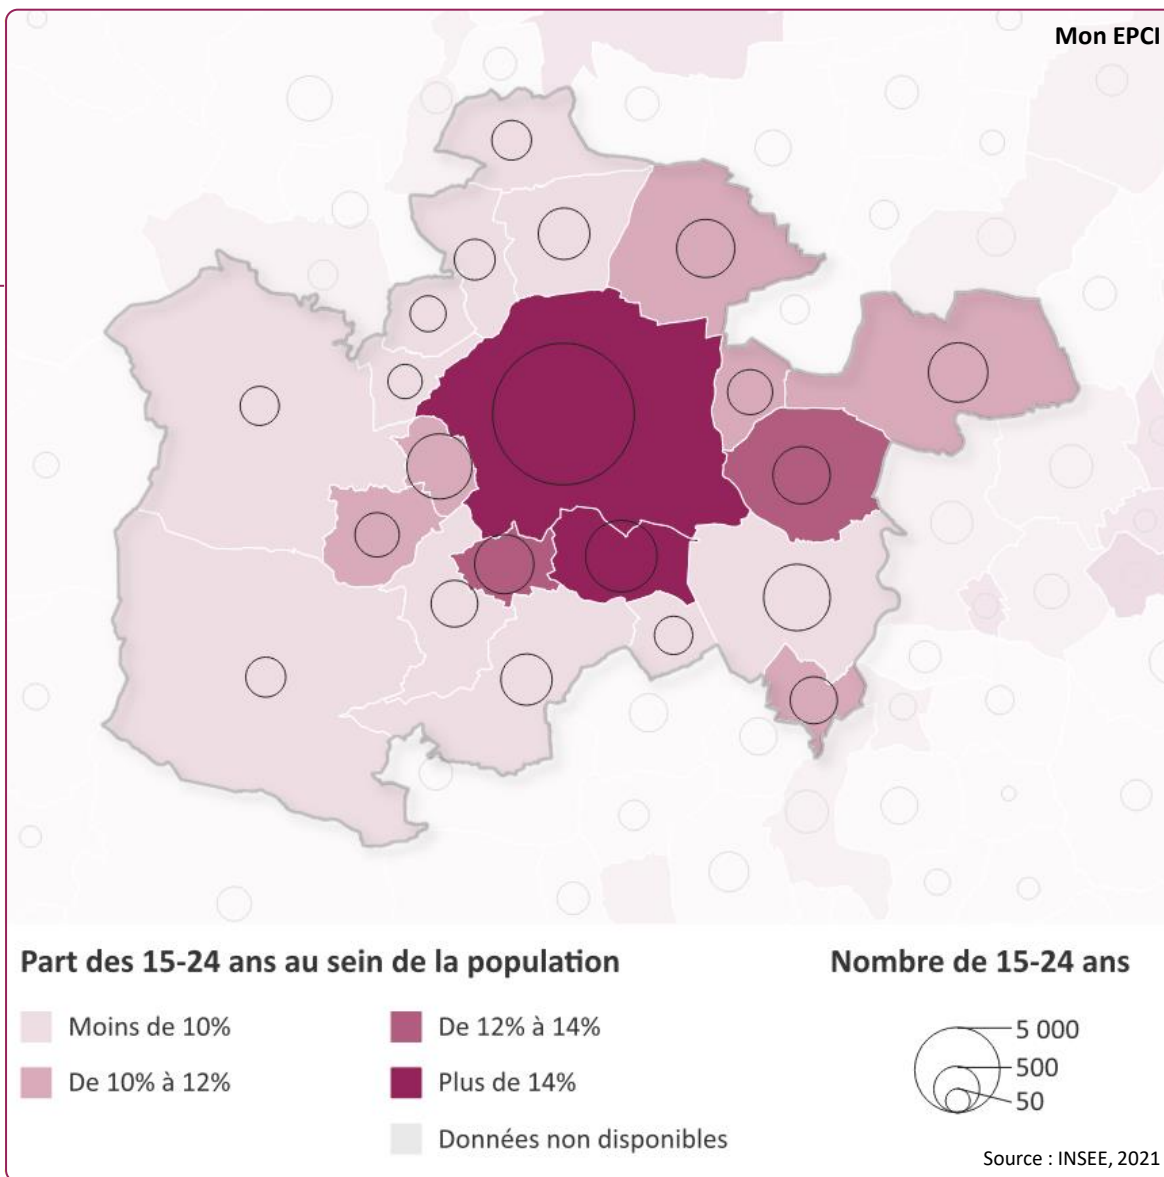 Mon EPCI
Part des 15-24 ans au sein de la population
Moins de 10%
De 10% à 12%
De 12% à 14%
Plus de 14%
Données non disponibles
Nombre de 15-24 ans
5 000
500
50
Source : INSEE, 2021